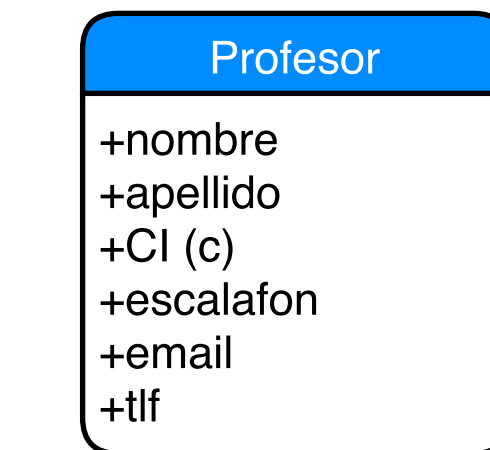 Profesor
+nombre
+apellido
+CI (c)
+escalafon
+email
+tlf